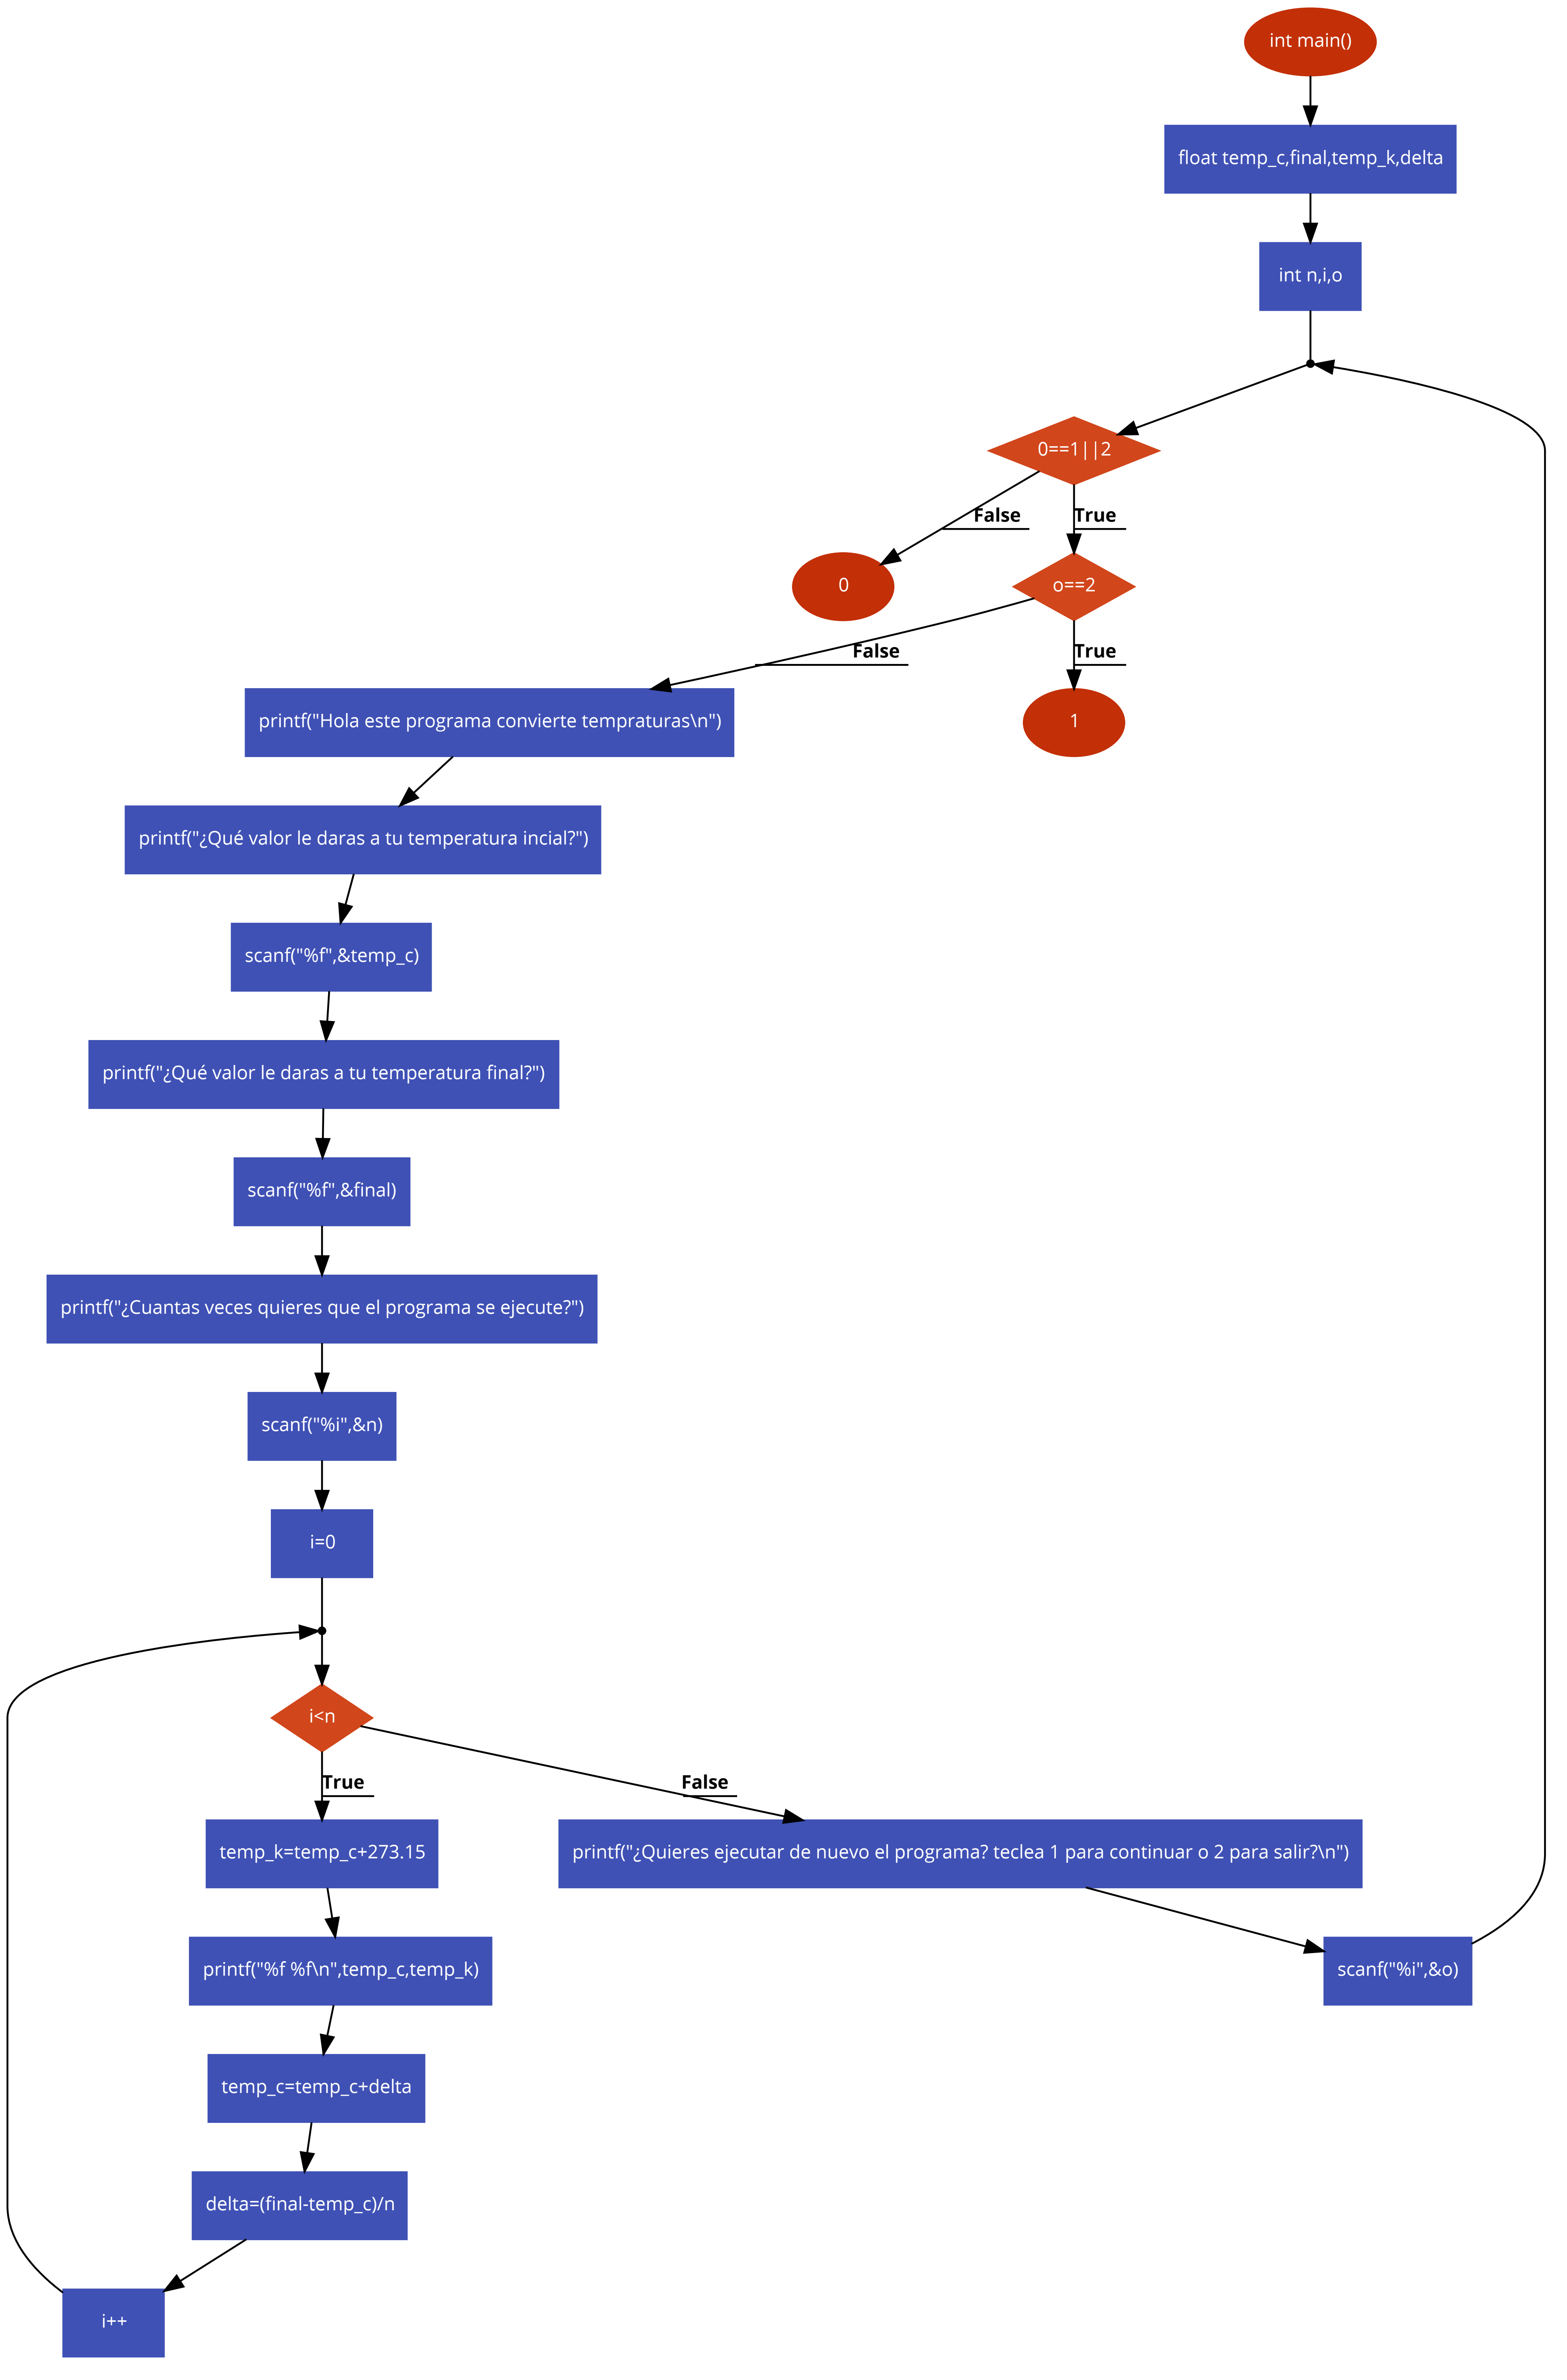 int main()
float temp_c,final,temp_k,delta
int n,i,o
0==1||2
False
True
0
o==2
False
True
printf("Hola este programa convierte tempraturas\n")
1
printf("¿Qué valor le daras a tu temperatura incial?")
scanf("%f",&temp_c)
printf("¿Qué valor le daras a tu temperatura final?")
scanf("%f",&final)
printf("¿Cuantas veces quieres que el programa se ejecute?")
scanf("%i",&n)
i=0
i<n
True
False
temp_k=temp_c+273.15
printf("¿Quieres ejecutar de nuevo el programa? teclea 1 para continuar o 2 para salir?\n")
printf("%f %f\n",temp_c,temp_k)
scanf("%i",&o)
temp_c=temp_c+delta
delta=(final-temp_c)/n
i++